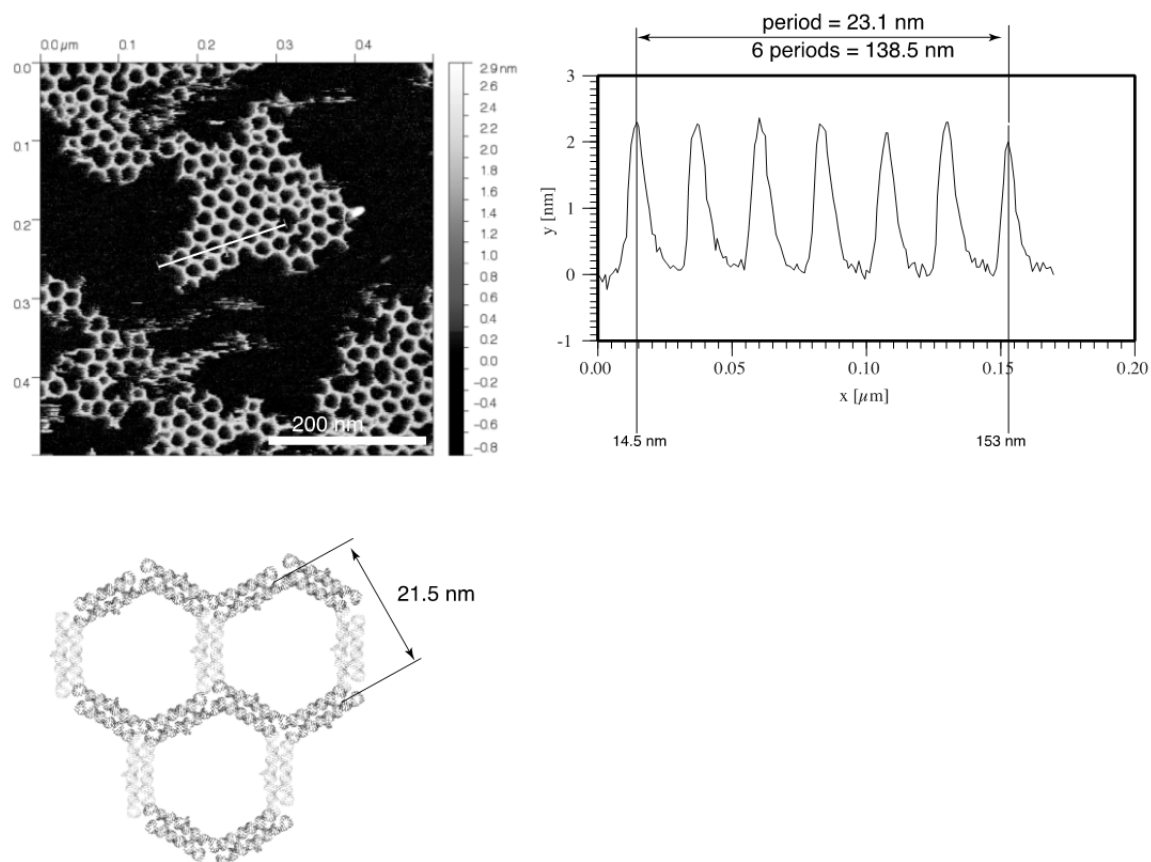 0.0 µm 0.1 0.2 0.3 0.4
0.0
0.1
0.2
0.3
0.4
2.9 nm
2.6
2.4
2.2
2.0
1.8
1.6
1.4
1.2
1.0
0.8
0.6
0.4
0.2
0.0
-0.2
-0.4
-0.6
-0.8
200 nm
period = 23.1 nm
6 periods = 138.5 nm
3
2
1
0
-1
y [nm]
0.00 0.05 0.10 0.15 0.20
x [µm]
14.5 nm 153 nm
21.5 nm